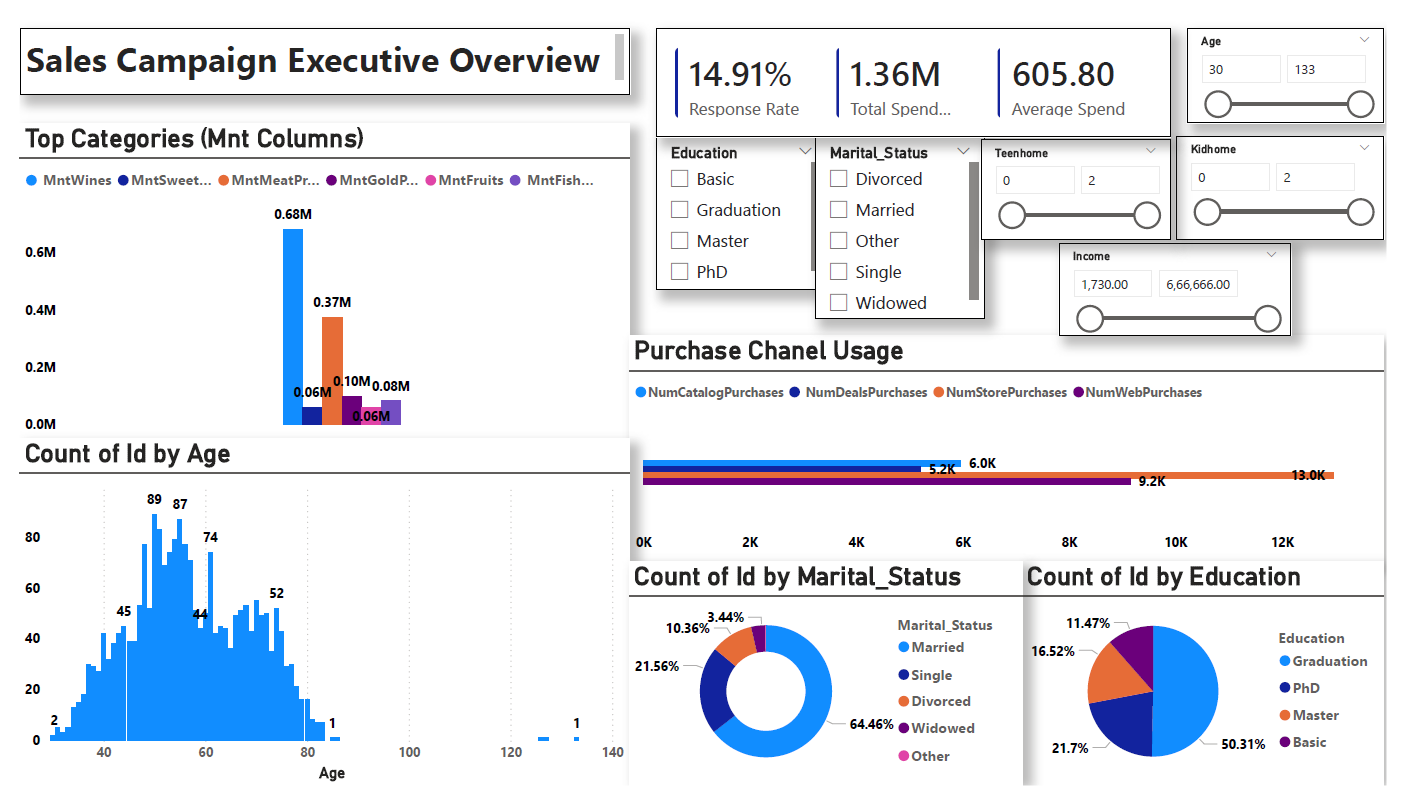 Sales Campaign Executive Overview
14.91%
Response Rate
1.36M
Total Spend...
605.80
Average Spend
Age
30
133
Education
Basic
Graduation
Master
PhD
Marital_Status
Divorced
Married
Other
Single
Widowed
Teenhome
0
2
Kidhome
0
2
Income
1,730.00
6,66,666.00
Top Categories (Mnt Columns)
MntWines MntSweet... MntMeatPr... MntGoldP... MntFruits MntFish...
0.6M
0.4M
0.2M
0.0M
0.68M
0.06M
0.37M
0.10M
0.06M
0.08M
Purchase Chanel Usage
NumCatalogPurchases NumDealsPurchases NumStorePurchases NumWebPurchases
6.0K
5.2K
13.0K
9.2K
0K 2K 4K 6K 8K 10K 12K
Count of Id by Age
80
60
40
20
0
2
45
89
87
44
74
52
1
1
40 60 80 100 120 140
Age
Count of Id by Marital_Status
3.44%
10.36%
21.56%
64.46%
Marital_Status
Married
Single
Divorced
Widowed
Other
Count of Id by Education
11.47%
16.52%
21.7%
50.31%
Education
Graduation
PhD
Master
Basic